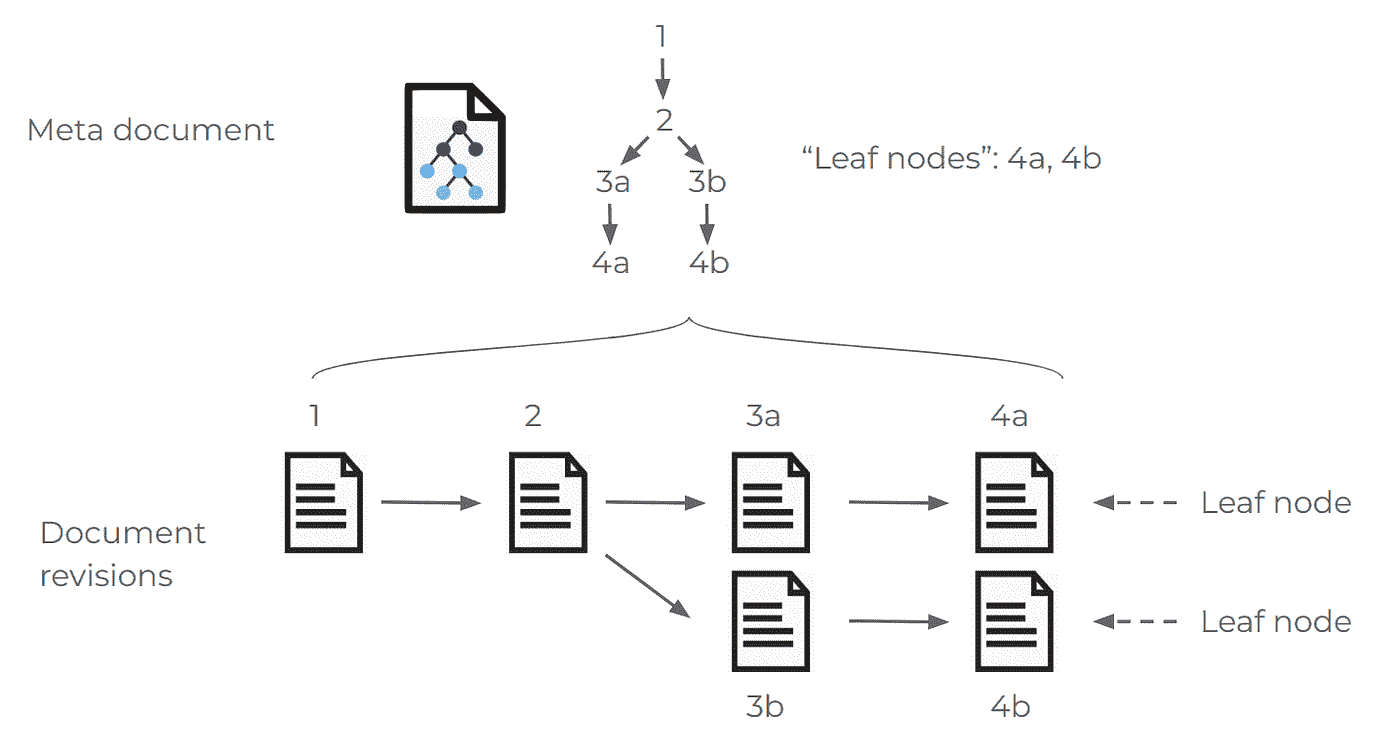 1
Meta document
2
“Leaf nodes”: 4a, 4b
3a 3b
4a 4b
1 2 3a 4a
Leaf node
Document
revisions
Leaf node
3b 4b